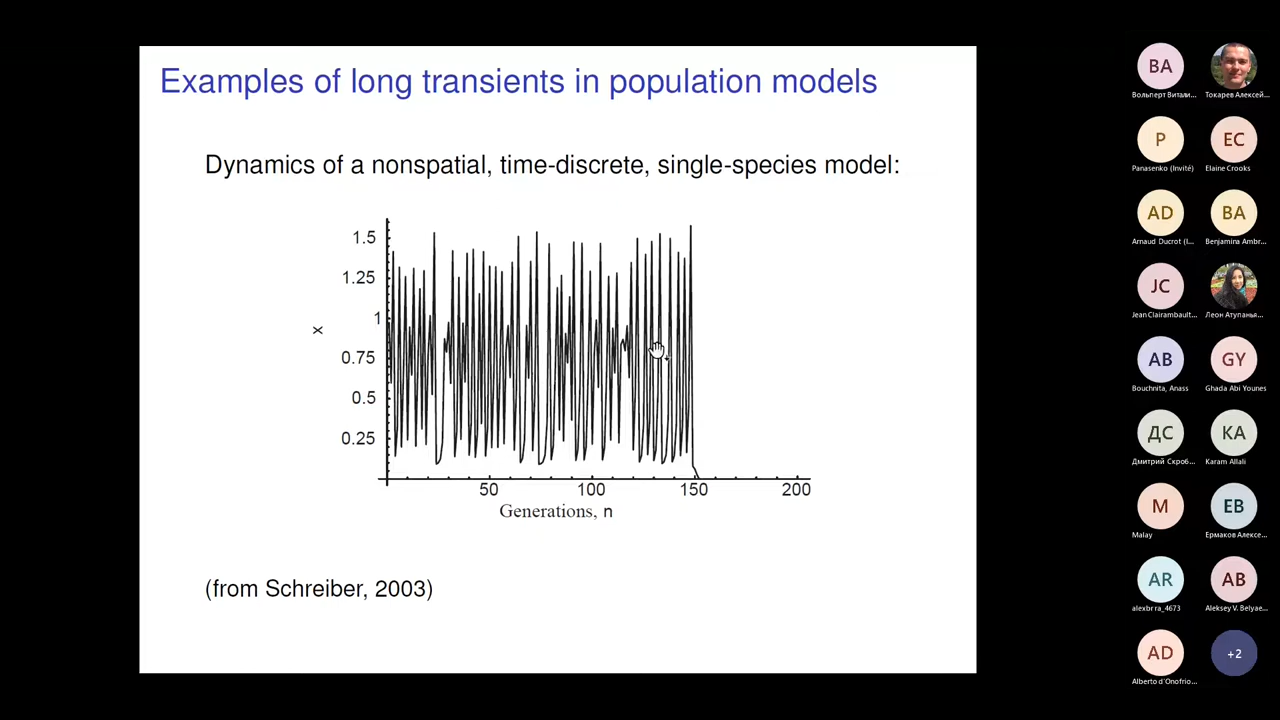 Examples of long transients in population models
Dynamics of a nonspatial, time-discrete, single-species model:
1.5
1.25
1
0.75
0.5
0.25
x
50
100
150
200
Generations, n
(from Schreiber, 2003)
BA
Вольперт Витали...
Токарев Алексей...
P
Panasenko (Invité)
EC
Elaine Crooks
AD
Arnaud Ducrot (I...
BA
Benjamina Ambr...
JC
Jean Clairambault...
Леон Атупанья...
AB
Bouchnita, Anass
GY
Ghada Abi Younes
ДС
Дмитрий Скроб...
KA
Karam Allali
M
Malay
ЕВ
Ермаков Алексе...
AR
alexbr ra_4673
AB
Aleksey V. Belyae...
AD
Alberto d'Onofrio...
+2